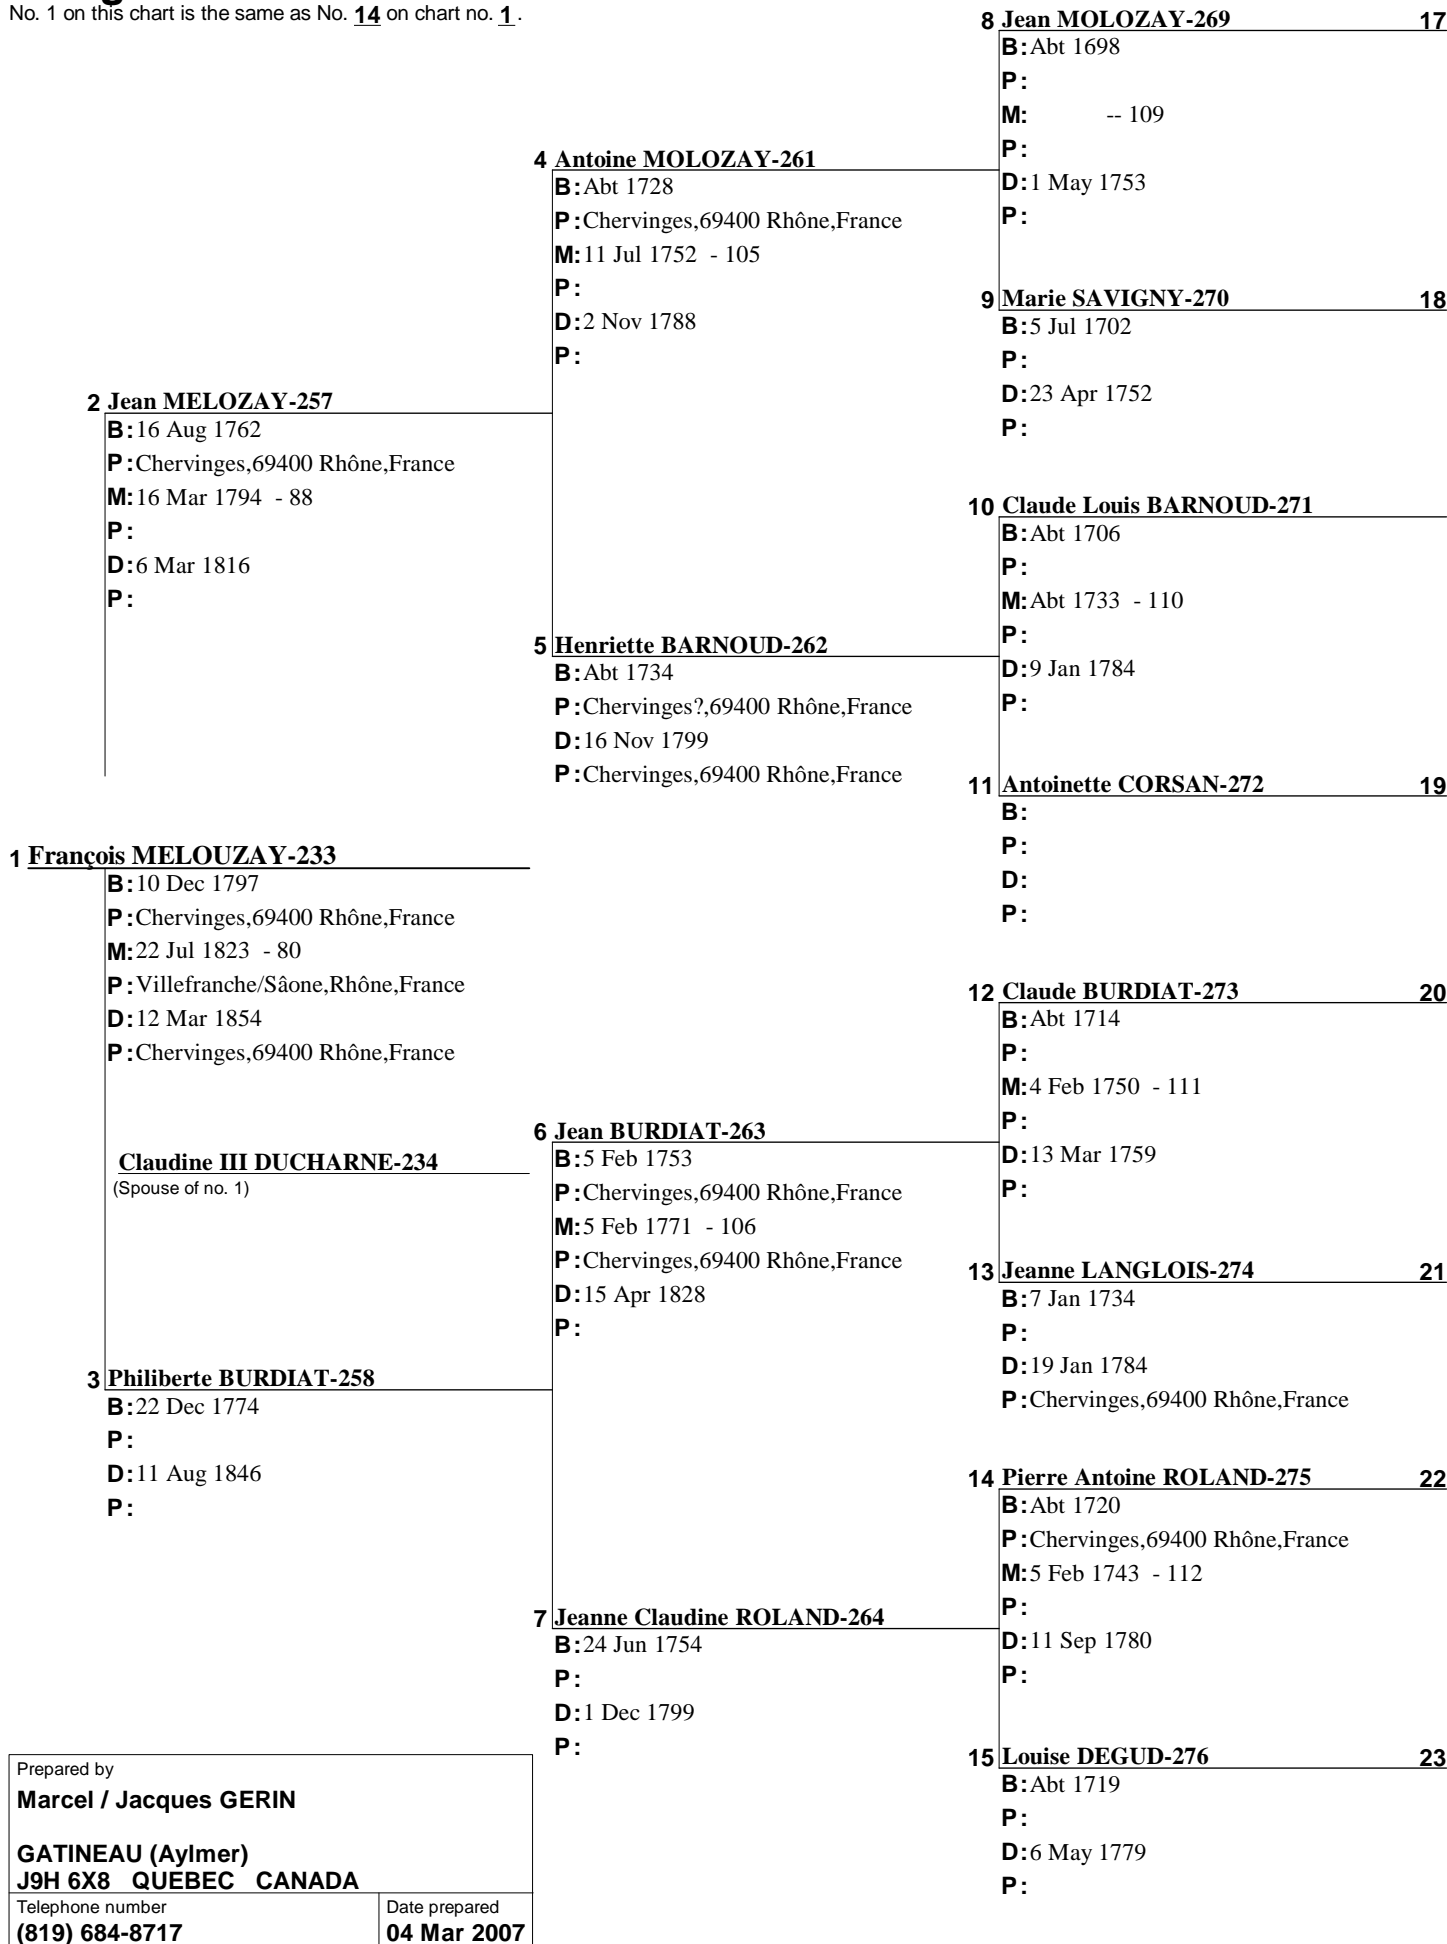 No. 1 on this chart is the same as No. 14 on chart no. 1 .
8 Jean MOLOZAY-269 17
B: Abt 1698
P:
M: -- 109
P:
D: 1 May 1753
P:
4 Antoine MOLOZAY-261
B: Abt 1728
P: Chervinges,69400 Rhône,France
M: 11 Jul 1752 - 105
P:
D: 2 Nov 1788
P:
9 Marie SAVIGNY-270 18
B: 5 Jul 1702
P:
D: 23 Apr 1752
P:
2 Jean MELOZAY-257
B: 16 Aug 1762
P: Chervinges,69400 Rhône,France
M: 16 Mar 1794 - 88
P:
D: 6 Mar 1816
P:
10 Claude Louis BARNOUD-271
B: Abt 1706
P:
M: Abt 1733 - 110
P:
D: 9 Jan 1784
P:
5 Henriette BARNOUD-262
B: Abt 1734
P: Chervinges?,69400 Rhône,France
D: 16 Nov 1799
P: Chervinges,69400 Rhône,France
11 Antoinette CORSAN-272 19
B:
P:
D:
P:
1 François MELOUZAY-233
B: 10 Dec 1797
P: Chervinges,69400 Rhône,France
M: 22 Jul 1823 - 80
P: Villefranche/Sâone,Rhône,France
D: 12 Mar 1854
P: Chervinges,69400 Rhône,France
Claudine III DUCHARNE-234
(Spouse of no. 1)
12 Claude BURDIAT-273 20
B: Abt 1714
P:
M: 4 Feb 1750 - 111
P:
D: 13 Mar 1759
P:
6 Jean BURDIAT-263
B: 5 Feb 1753
P: Chervinges,69400 Rhône,France
M: 5 Feb 1771 - 106
P: Chervinges,69400 Rhône,France
D: 15 Apr 1828
P:
13 Jeanne LANGLOIS-274 21
B: 7 Jan 1734
P:
D: 19 Jan 1784
P: Chervinges,69400 Rhône,France
3 Philiberte BURDIAT-258
B: 22 Dec 1774
P:
D: 11 Aug 1846
P:
14 Pierre Antoine ROLAND-275 22
B: Abt 1720
P: Chervinges,69400 Rhône,France
M: 5 Feb 1743 - 112
P:
D: 11 Sep 1780
P:
7 Jeanne Claudine ROLAND-264
B: 24 Jun 1754
P:
D: 1 Dec 1799
P:
15 Louise DEGUD-276 23
B: Abt 1719
P:
D: 6 May 1779
P:
Prepared by
Marcel / Jacques GERIN
GATINEAU (Aylmer)
J9H 6X8 QUEBEC CANADA
Telephone number
(819) 684-8717
Date prepared
04 Mar 2007